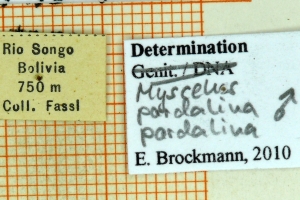 Rio Songo
Bolivia
750 m
Coll. Fassl
Determination
Genit. / DNA
Myscelus
pardalina
pardalina ♂
E. Brockmann, 2010